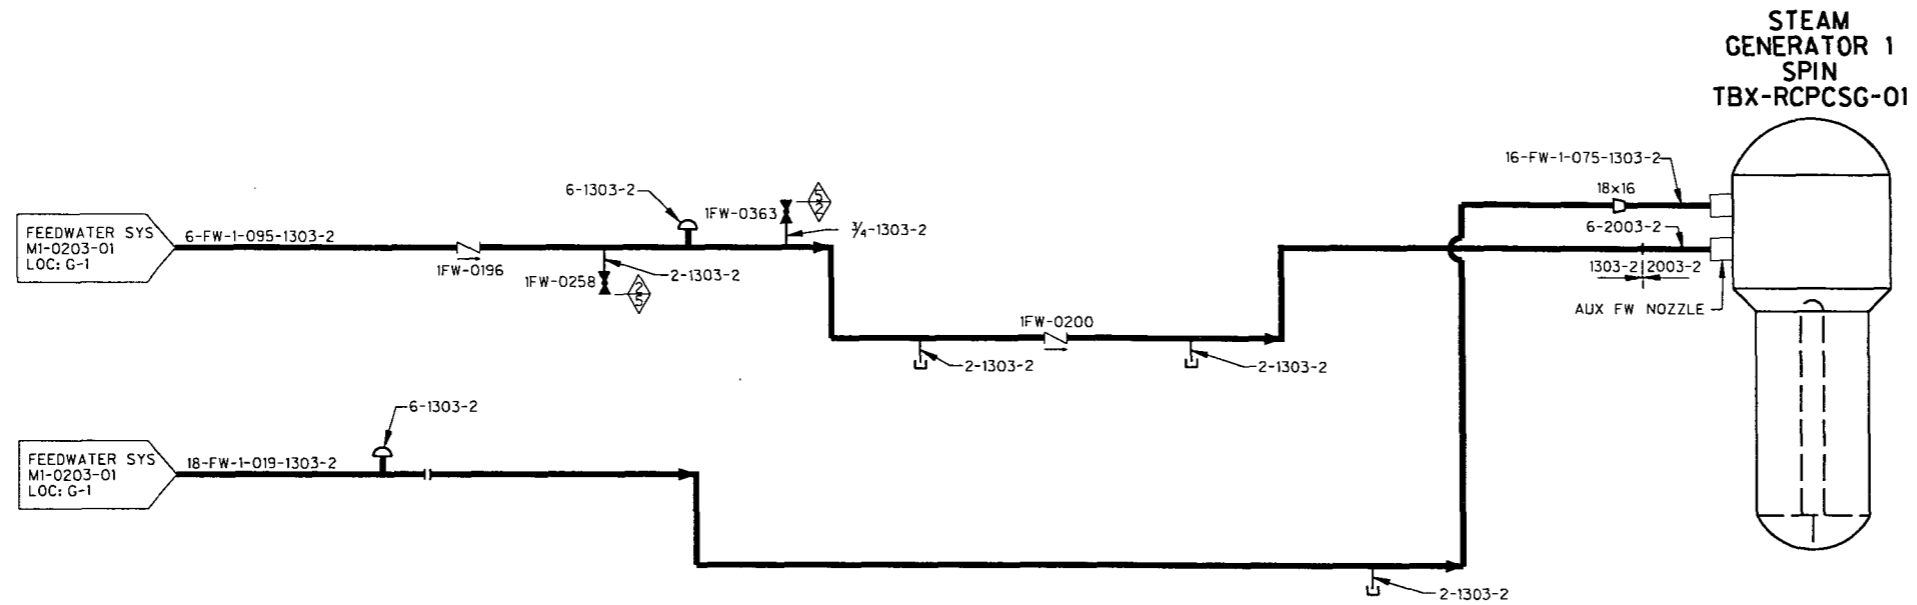 STEAM
GENERATOR 1
SPIN
TBX-RCPCSG-01
16-FW-1-075-1303-2
18x16
6-2003-2
1303-2 2003-2
AUX FW NOZZLE
6-1303-2
1FW-0363
5
2
3/4-1303-2
FEEDWATER SYS
M1-0203-01
LOC: G-1
6-FW-1-095-1303-2
1FW-0196
1FW-0258
2-1303-2
2
5
1FW-0200
2-1303-2
2-1303-2
6-1303-2
FEEDWATER SYS
M1-0203-01
LOC: G-1
18-FW-1-019-1303-2
2-1303-2